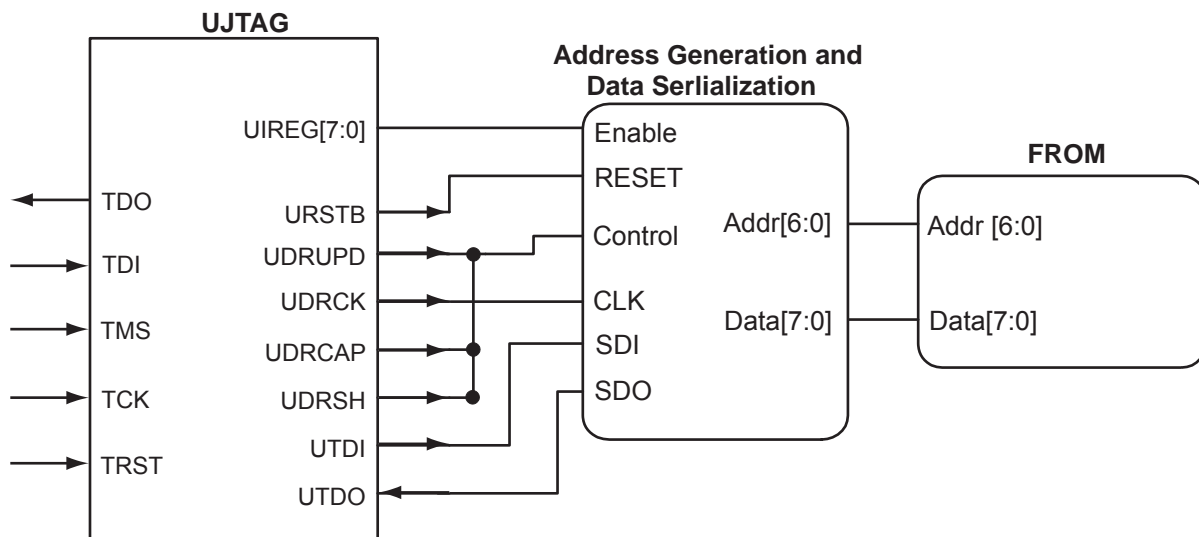 UJTAG
TDO
TDI
TMS
TCK
TRST
UIREG[7:0]
URSTB
UDRUPD
UDRCK
UDRCAP
UDRSH
UTDI
UTDO
Address Generation and
Data Serlialization
Enable
RESET
Control
CLK
SDI
SDO
Addr[6:0]
Data[7:0]
FROM
Addr [6:0]
Data[7:0]